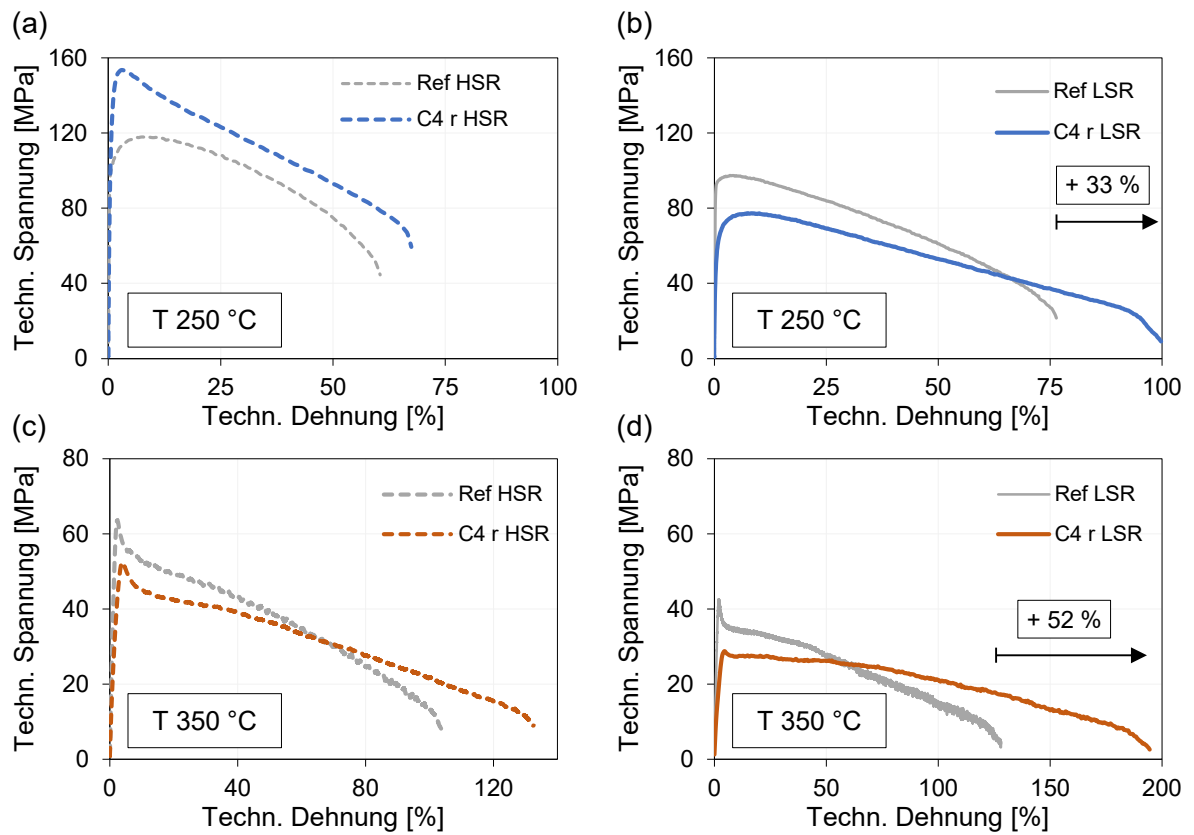 (a)
Techn. Spannung [MPa]
160
120
80
40
0
Ref HSR
C4 r HSR
T 250 °C
0 25 50 75 100
Techn. Dehnung [%]
(b)
Techn. Spannung [MPa]
160
120
80
40
0
Ref LSR
C4 r LSR
+ 33 %
T 250 °C
0 25 50 75 100
Techn. Dehnung [%]
(c)
Techn. Spannung [MPa]
80
60
40
20
0
Ref HSR
C4 r HSR
T 350 °C
0 40 80 120
Techn. Dehnung [%]
(d)
Techn. Spannung [MPa]
80
60
40
20
0
Ref LSR
C4 r LSR
+ 52 %
T 350 °C
0 50 100 150 200
Techn. Dehnung [%]